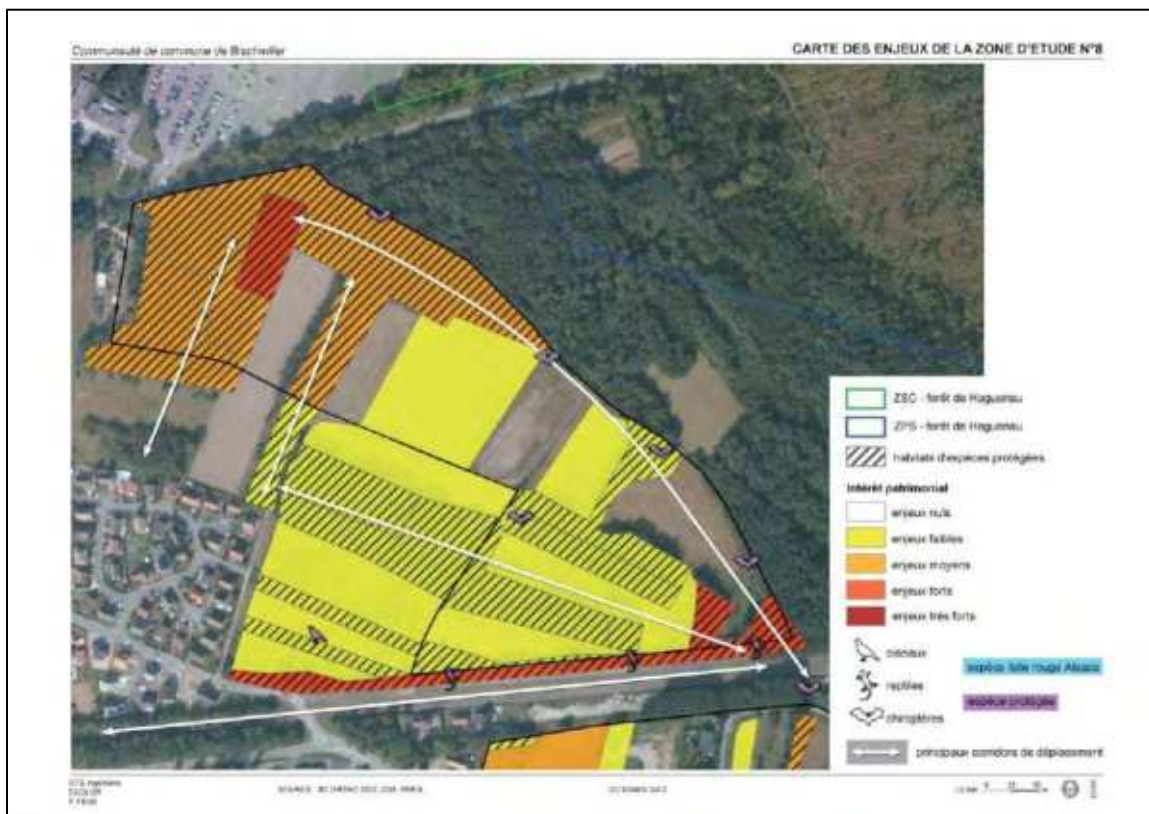 Communauté de commune de Bischwiller
CARTE DES ENJEUX DE LA ZONE D'ETUDE N°8
ZSC - forêt de Haguenau
ZPS - forêt de Haguenau
habitats d'espèces protégées
Intérêt patrimonial
enjeux nuls
enjeux faibles
enjeux moyens
enjeux forts
enjeux très forts
oiseaux
espèce liste rouge Alsace
reptiles
espèce protégée
chiroptères
principaux corridors de déplacement